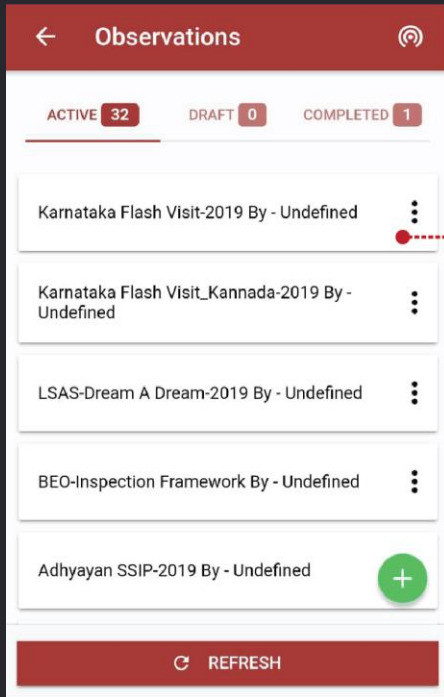 Observations
ACTIVE 32 DRAFT 0 COMPLETED 1
Karnataka Flash Visit-2019 By - Undefined
Karnataka Flash Visit_Kannada-2019 By -
Undefined
LSAS-Dream A Dream-2019 By - Undefined
BEO-Inspection Framework By - Undefined
Adhyayan SSIP-2019 By - Undefined
REFRESH